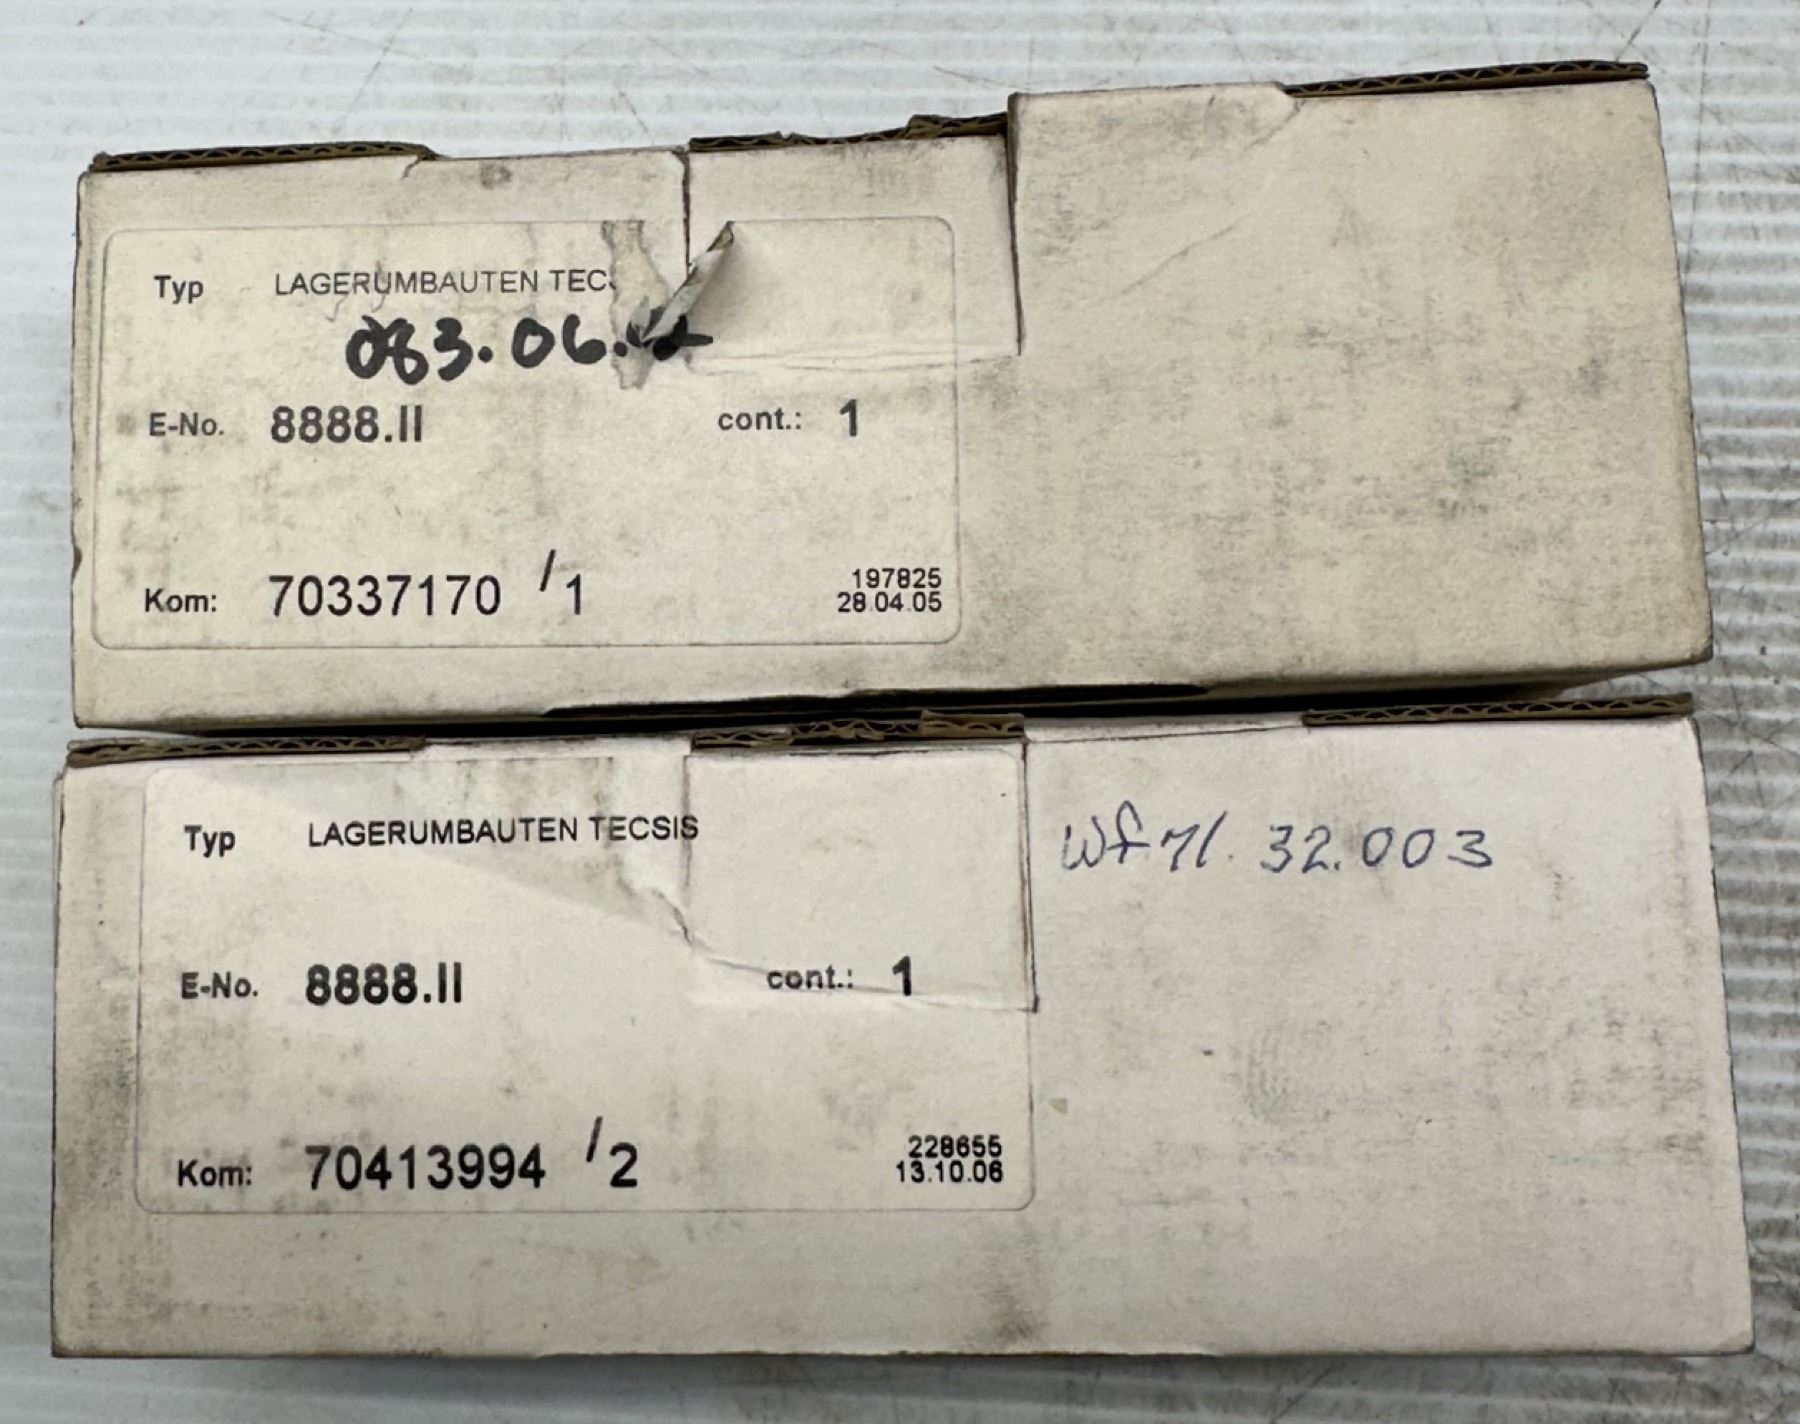 Typ LAGERUMBAUTEN TEC
083.06.
E-No. 8888.II cont.: 1
Kom: 70337170 /1
197825
28.04.05
Typ LAGERUMBAUTEN TECSIS
Wf 71. 32.003
E-No. 8888.II cont.: 1
Kom: 70413994 /2
228655
13.10.06